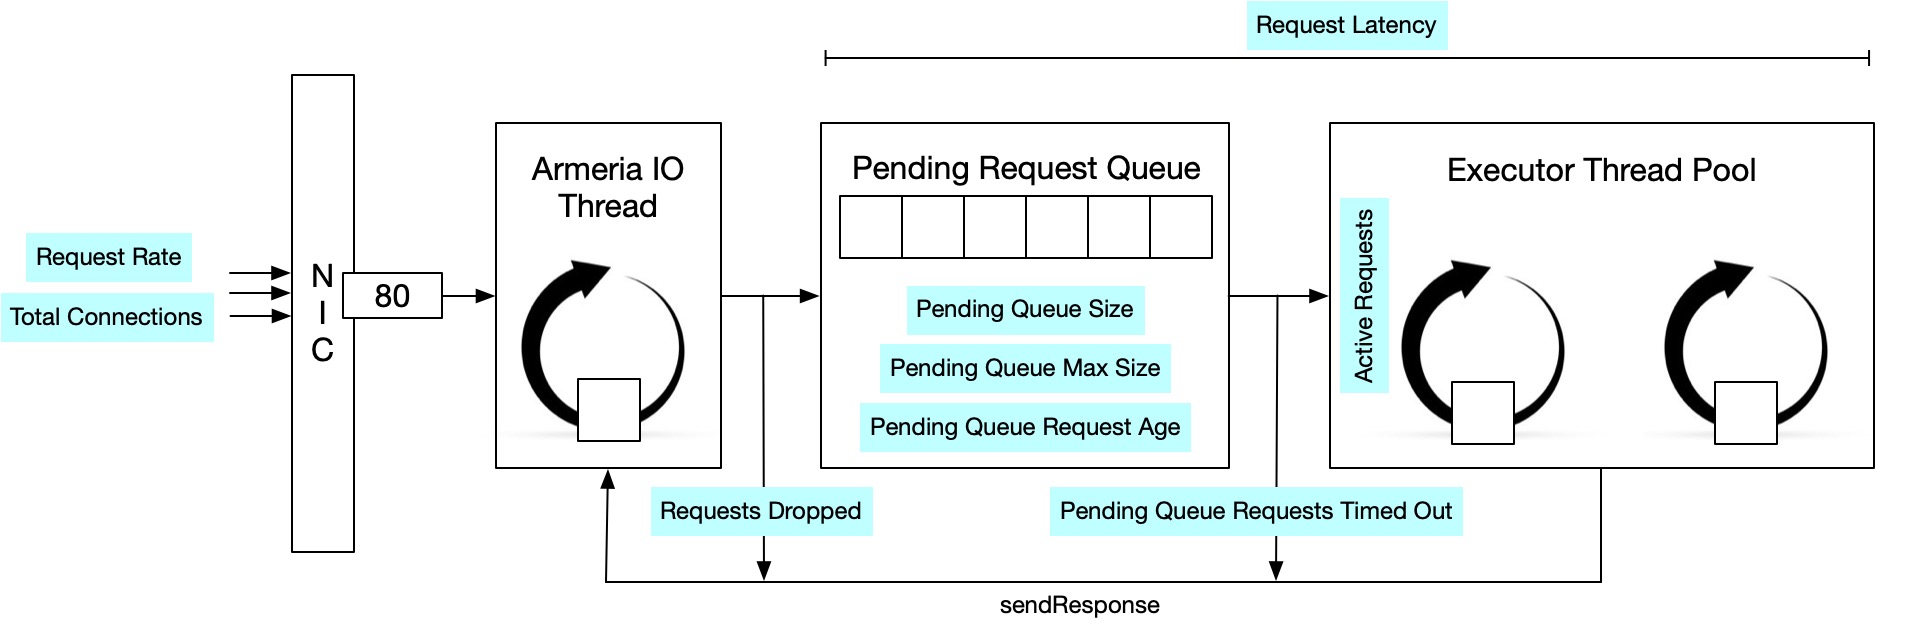 Request Latency
Request Rate
Total Connections
N
I
C
80
Armeria IO
Thread
Pending Request Queue
Pending Queue Size
Pending Queue Max Size
Pending Queue Request Age
Executor Thread Pool
Active Requests
Requests Dropped
Pending Queue Requests Timed Out
sendResponse